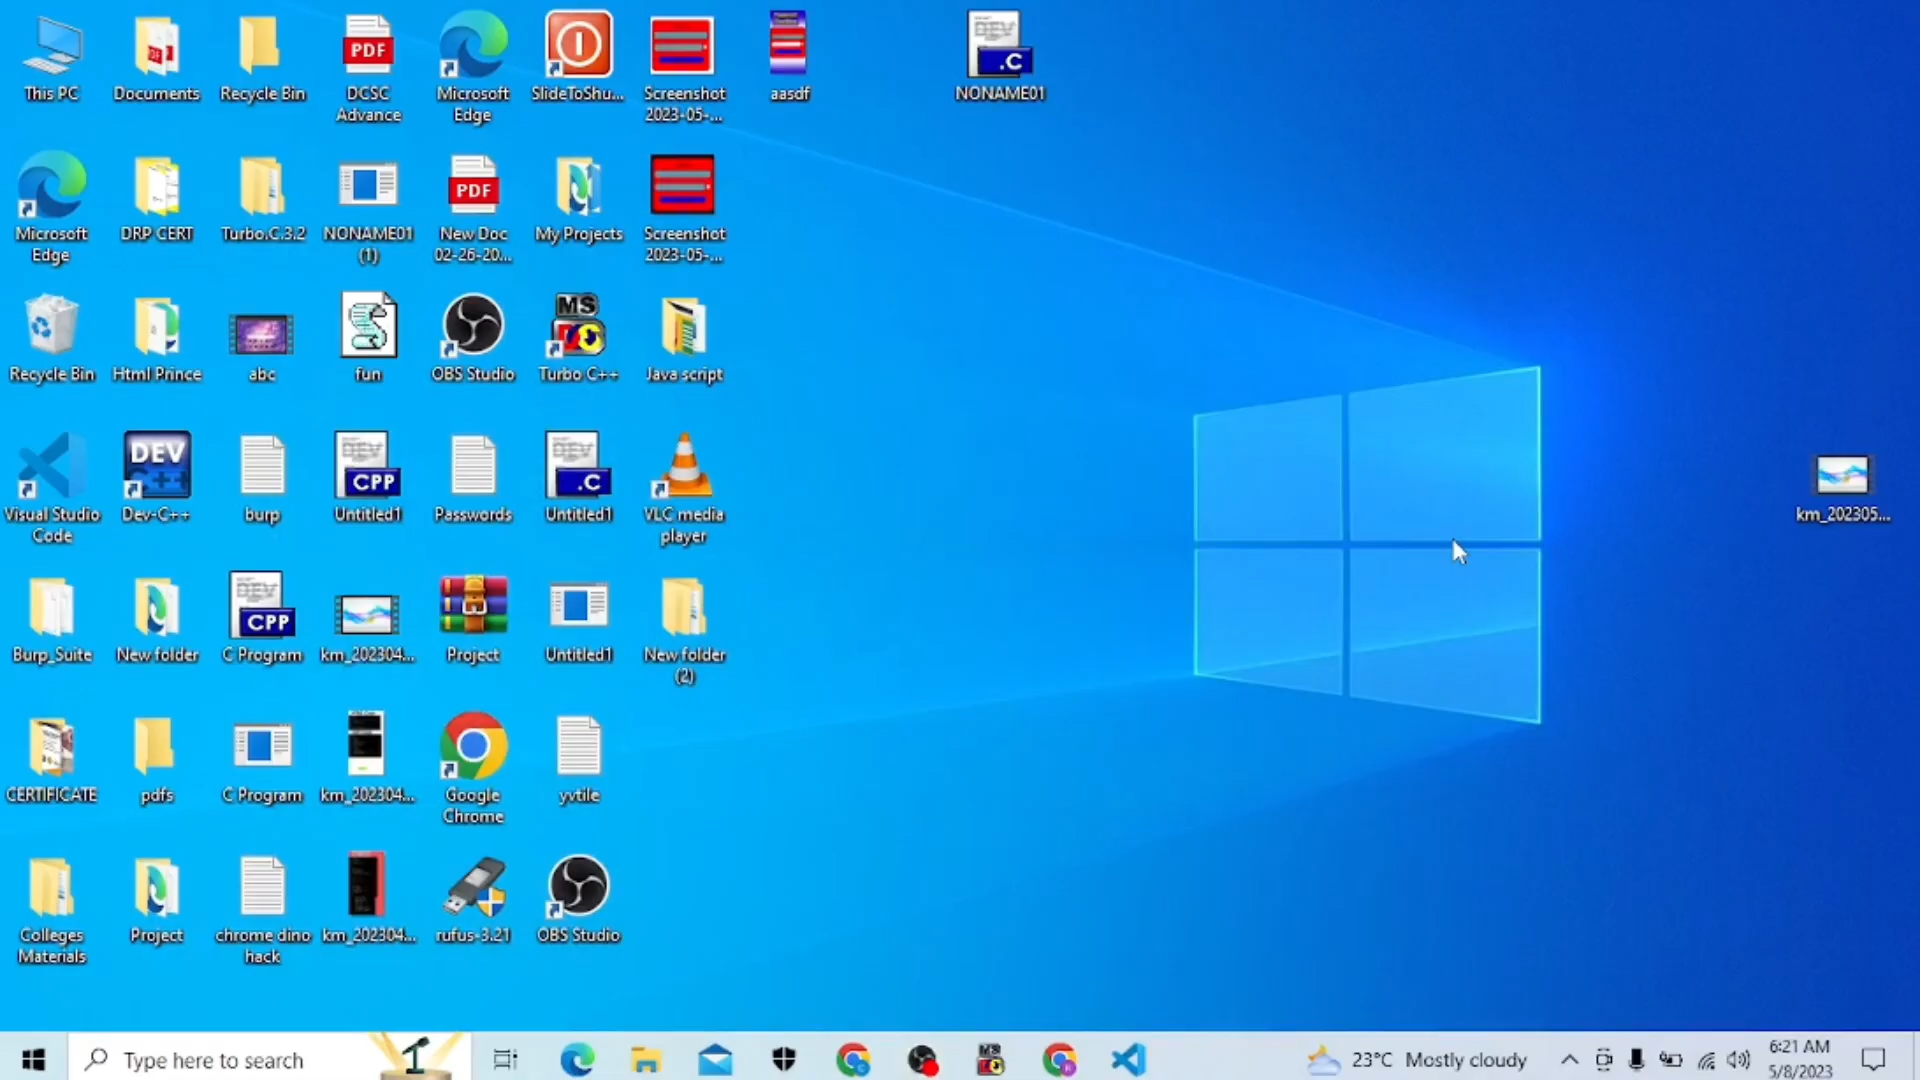 This PC
Documents
Recycle Bin
DCSC
Advance
Microsoft
Edge
SlideToShu...
Screenshot
2023-05-...
aasdf
NONAME01
Microsoft
Edge
DRP CERT
Turbo.C.3.2
NONAME01
(1)
New Doc
02-26-20...
My Projects
Screenshot
2023-05-...
Recycle Bin
Html Prince
abc
fun
OBS Studio
Turbo C++
Java script
Visual Studio
Code
Dev-C++
burp
Untitled1
Passwords
Untitled1
VLC media
player
km_202305...
Burp_Suite
New folder
C Program
km_202304...
Project
Untitled1
New folder
(2)
CERTIFICATE
pdfs
C Program
km_202304...
Google
Chrome
yvtile
Colleges
Materials
Project
chrome dino
hack
km_202304...
rufus-3.21
OBS Studio
PDF
DEV
.C
PDF
MS
DEV
C++
CPP
.C
CPP
Type here to search
23°C Mostly cloudy
6:21 AM
5/8/2023